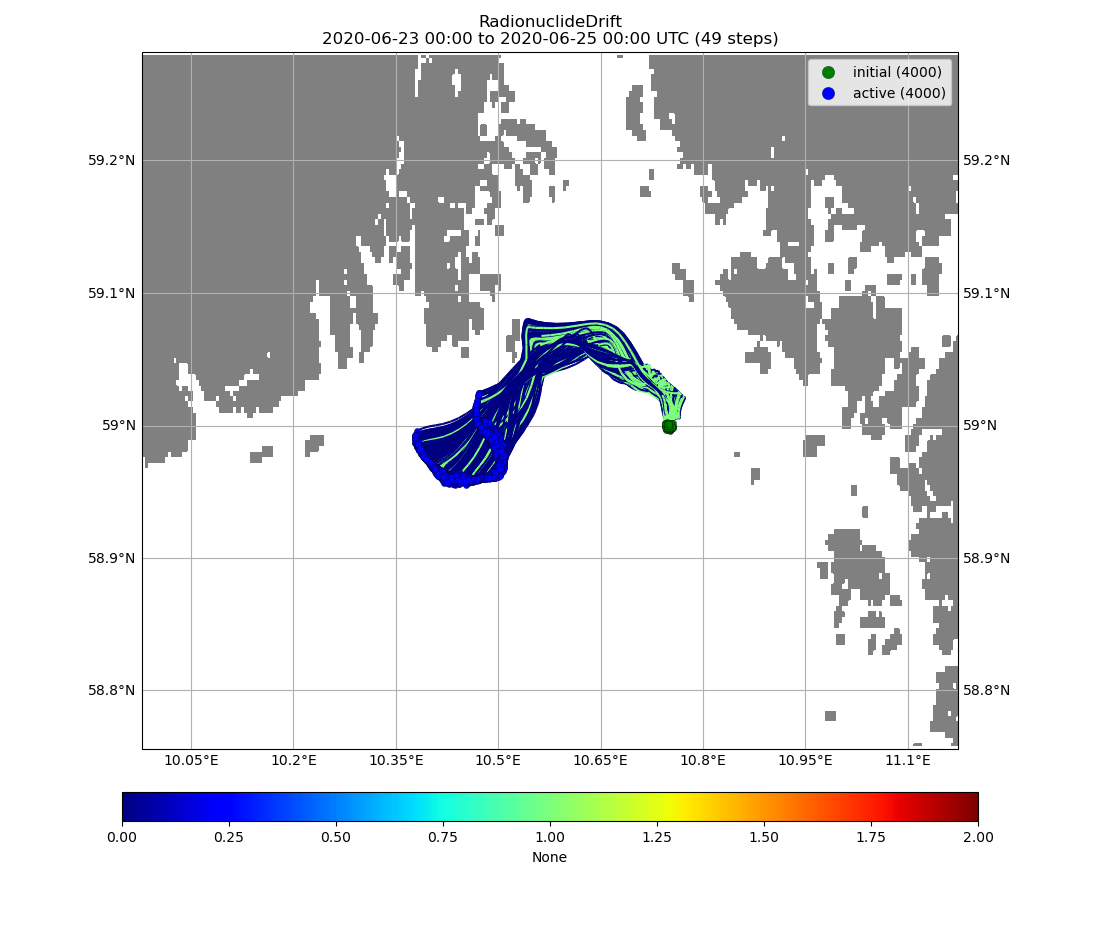 RadionuclideDrift
2020-06-23 00:00 to 2020-06-25 00:00 UTC (49 steps)
initial (4000)
active (4000)
59.2°N 59.2°N
59.1°N 59.1°N
59°N 59°N
58.9°N 58.9°N
58.8°N 58.8°N
10.05°E 10.2°E 10.35°E 10.5°E 10.65°E 10.8°E 10.95°E 11.1°E
0.00 0.25 0.50 0.75 1.00 1.25 1.50 1.75 2.00
None